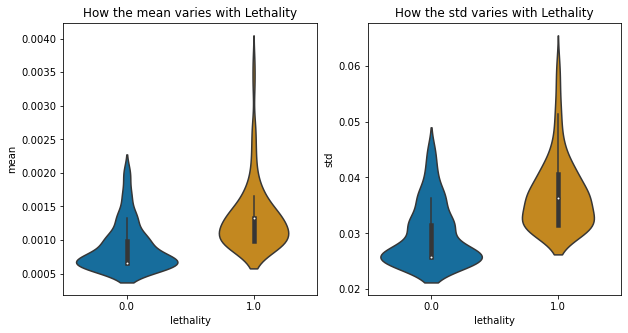 How the mean varies with Lethality
0.0040
0.0035
0.0030
0.0025
0.0020
0.0015
0.0010
0.0005
mean
0.0
1.0
lethality
How the std varies with Lethality
0.06
0.05
0.04
0.03
0.02
std
0.0
1.0
lethality